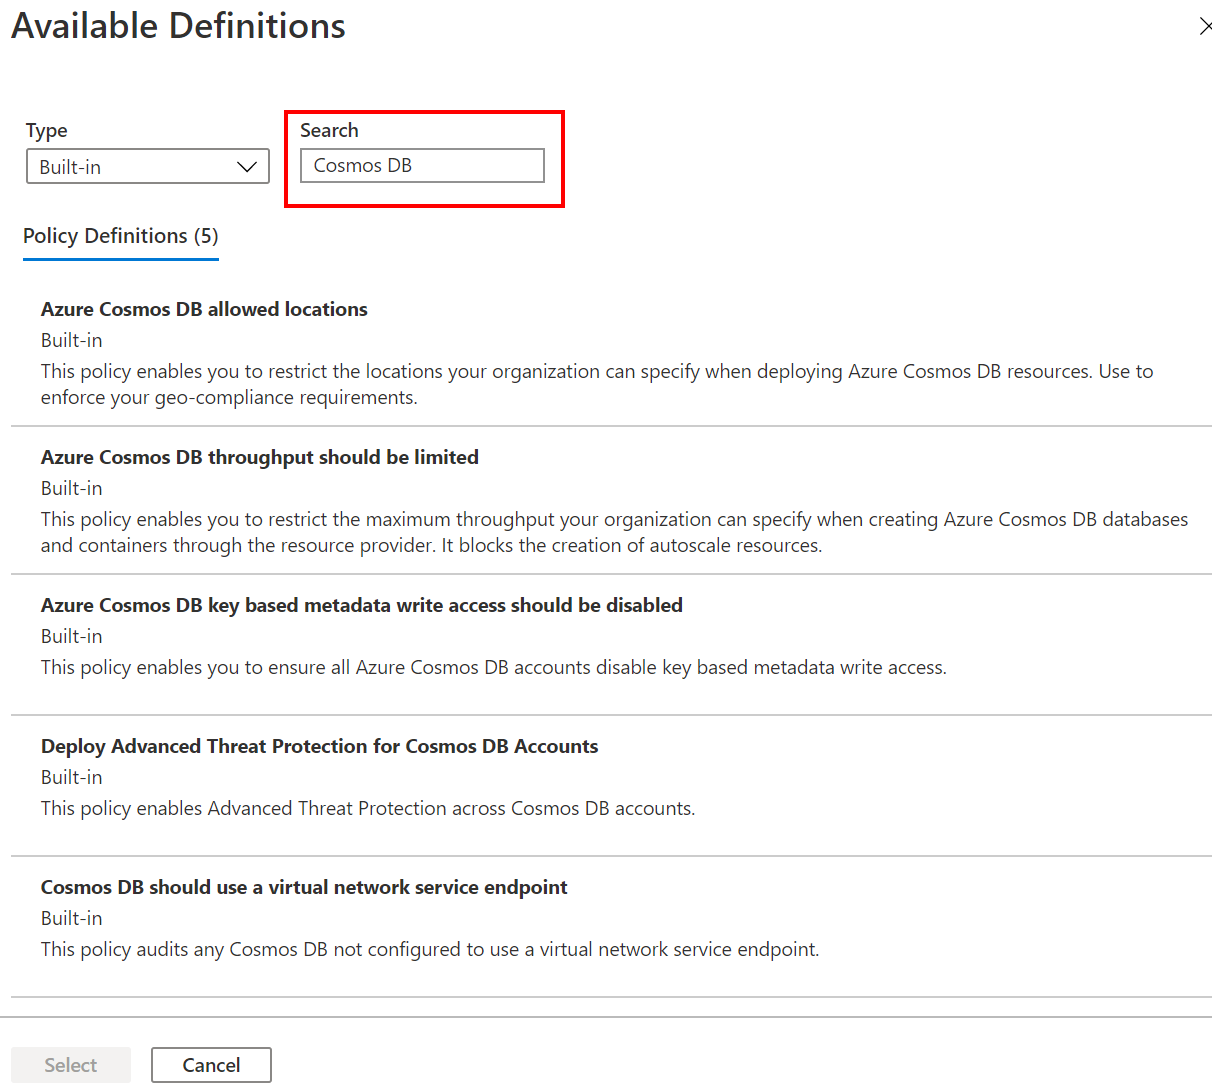 Available Definitions
Type
Search
Built-in
Cosmos DB
Policy Definitions (5)
Azure Cosmos DB allowed locations
Built-in
This policy enables you to restrict the locations your organization can specify when deploying Azure Cosmos DB resources. Use to
enforce your geo-compliance requirements.
Azure Cosmos DB throughput should be limited
Built-in
This policy enables you to restrict the maximum throughput your organization can specify when creating Azure Cosmos DB databases
and containers through the resource provider. It blocks the creation of autoscale resources.
Azure Cosmos DB key based metadata write access should be disabled
Built-in
This policy enables you to ensure all Azure Cosmos DB accounts disable key based metadata write access.
Deploy Advanced Threat Protection for Cosmos DB Accounts
Built-in
This policy enables Advanced Threat Protection across Cosmos DB accounts.
Cosmos DB should use a virtual network service endpoint
Built-in
This policy audits any Cosmos DB not configured to use a virtual network service endpoint.
Select
Cancel